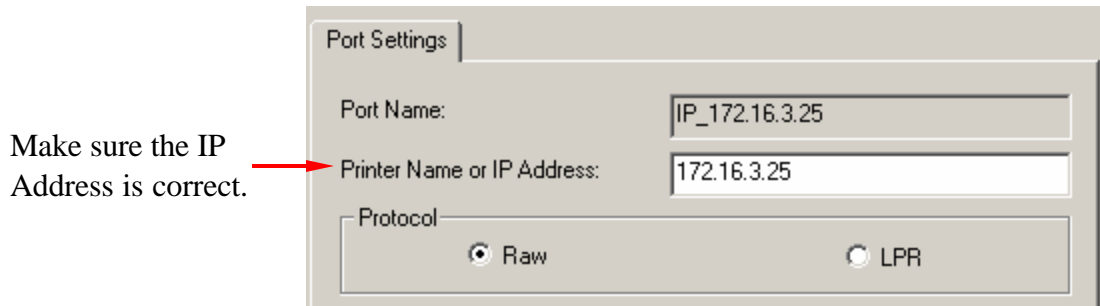 Port Settings
Port Name:
IP_172.16.3.25
Make sure the IP
Address is correct.
Printer Name or IP Address:
172.16.3.25
Protocol
Raw
LPR